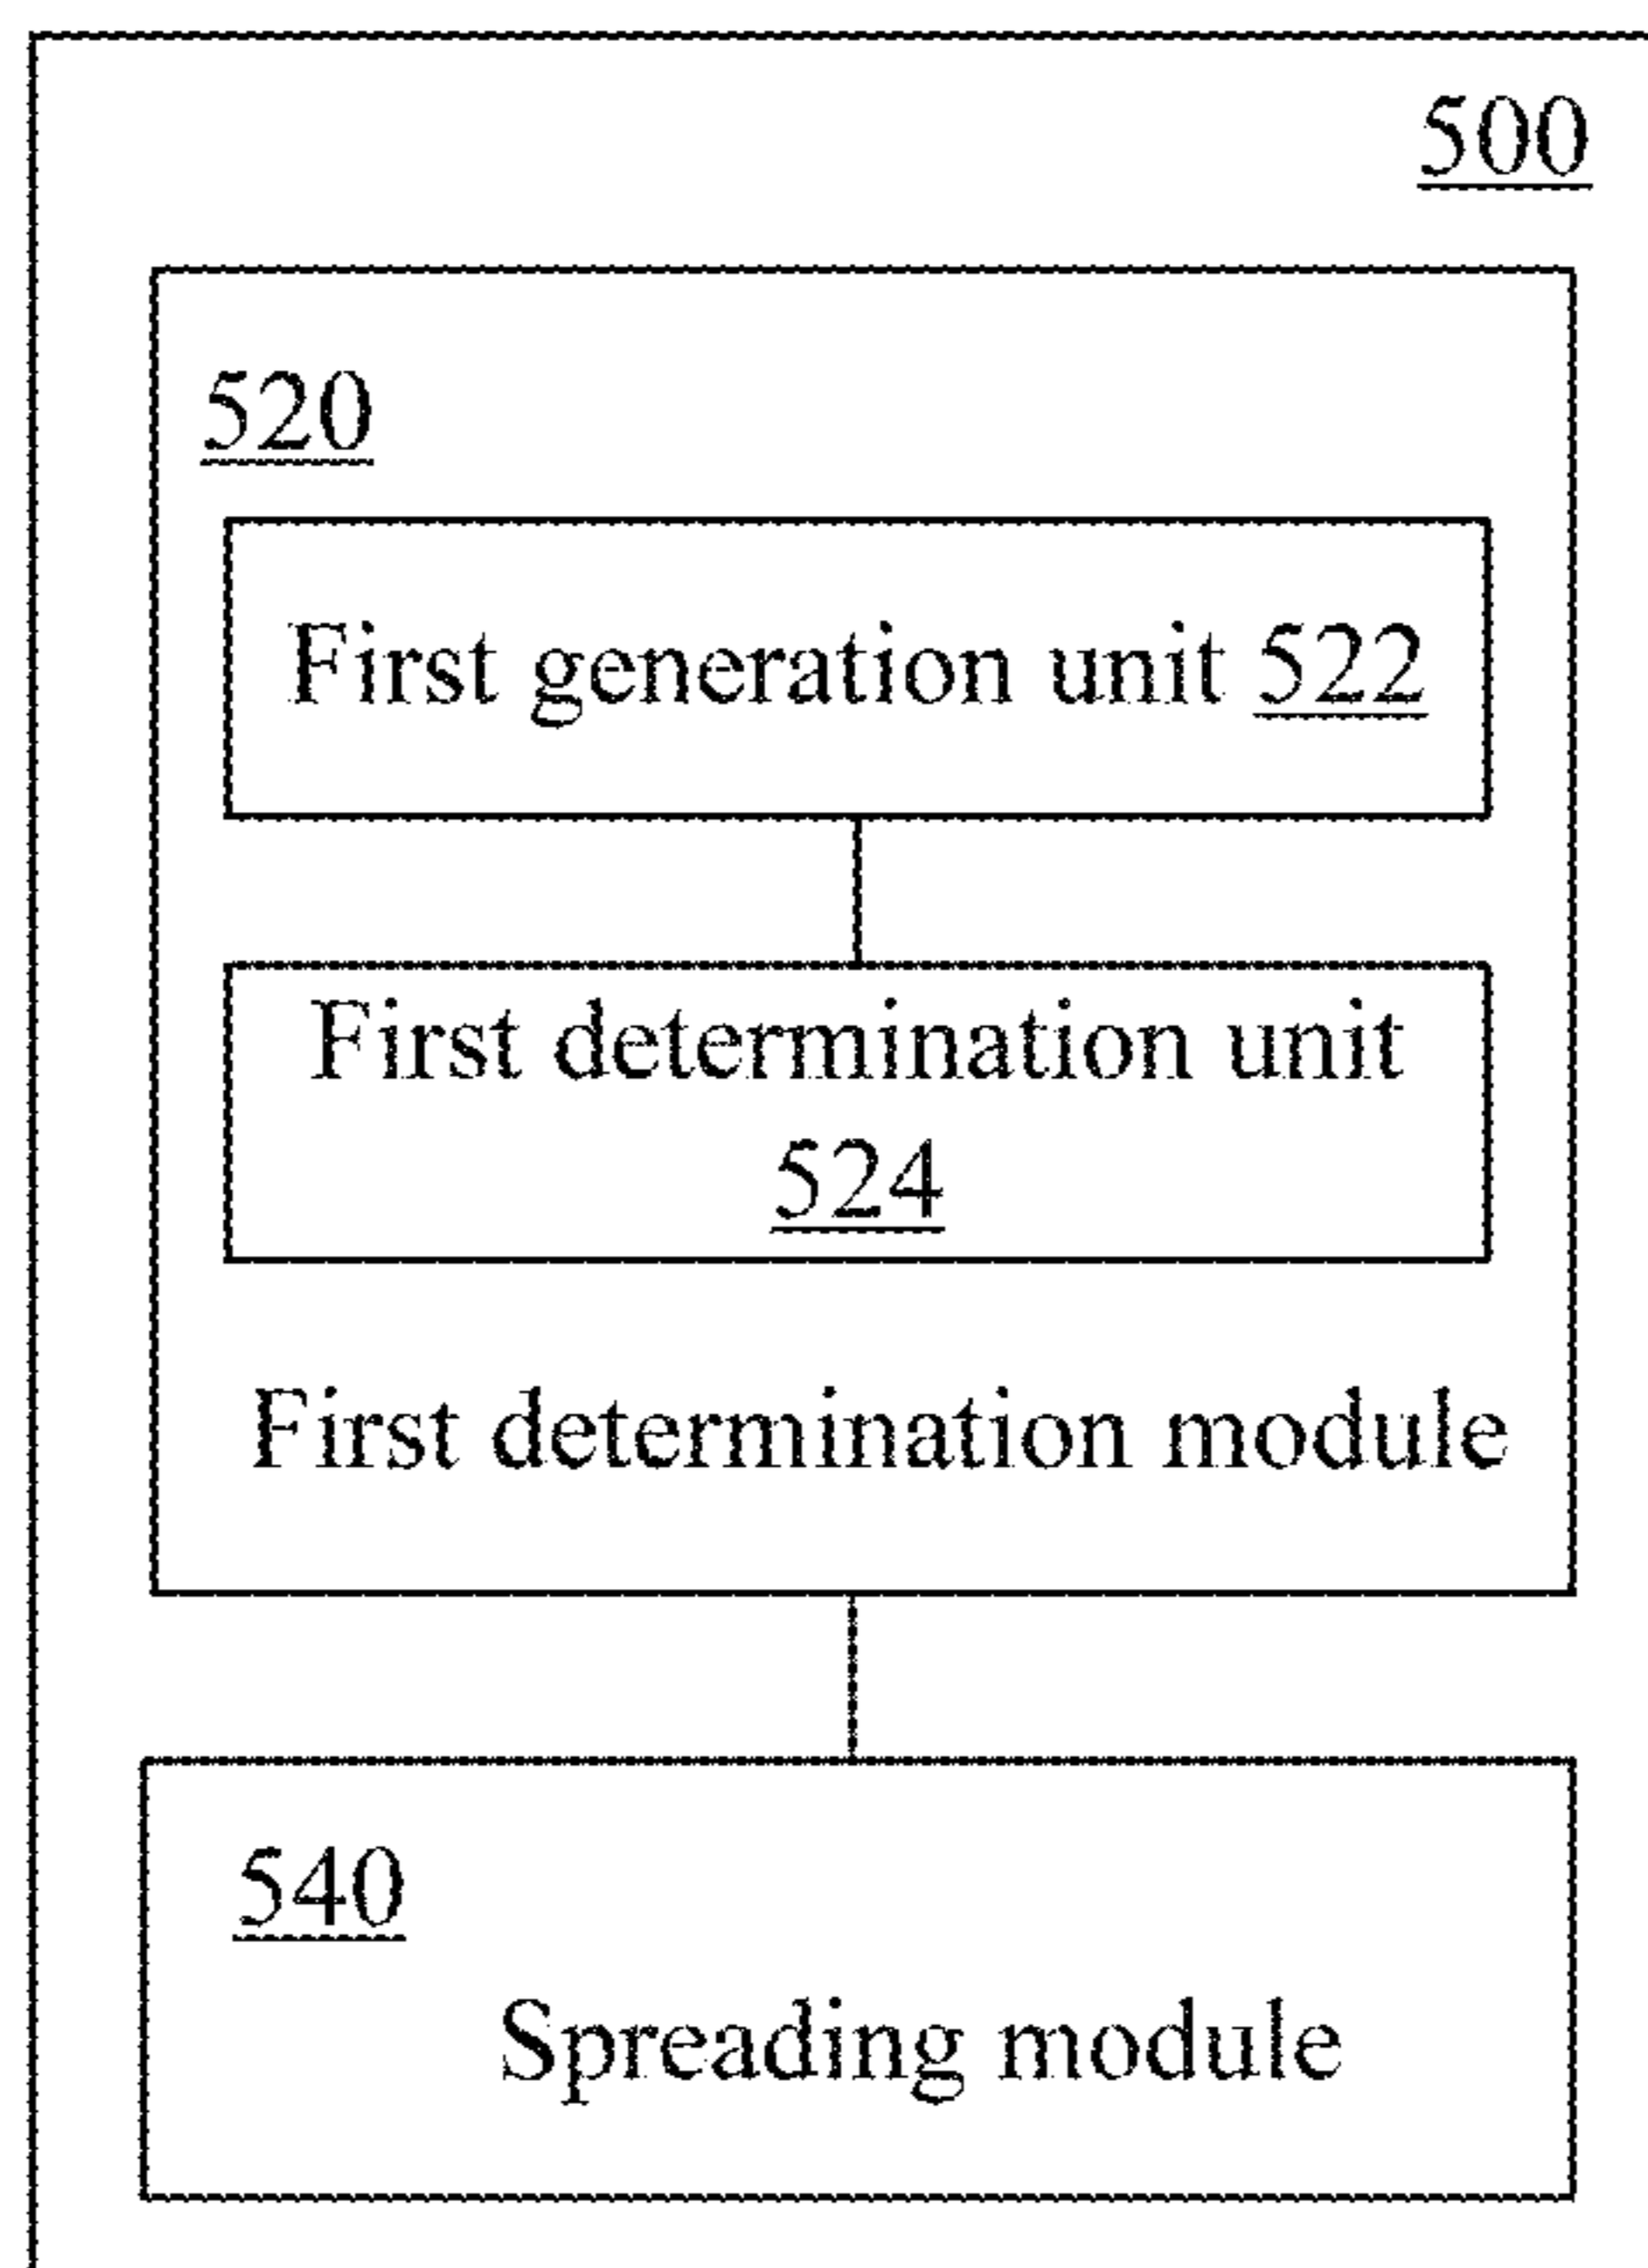 500
520
First generation unit 522
First determination unit
524
First determination module
540
Spreading module